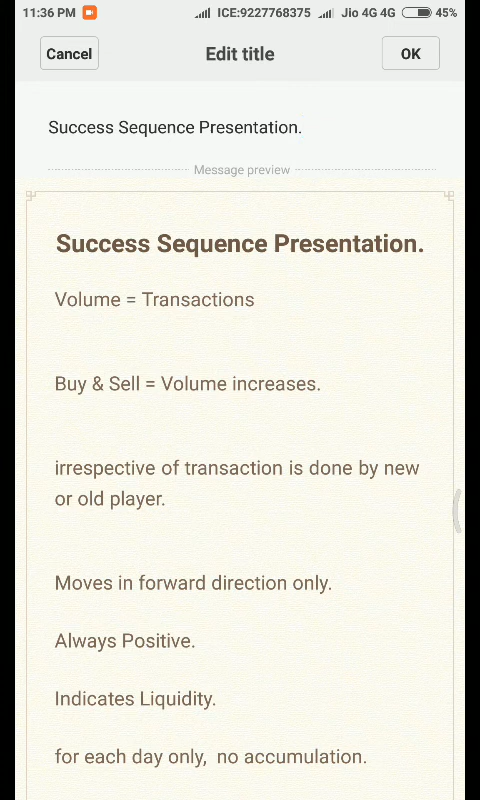 11:36 PM ICE:9227768375 Jio 4G 4G 45%
Cancel Edit title OK
Success Sequence Presentation.
Message preview
Success Sequence Presentation.
Volume = Transactions
Buy & Sell = Volume increases.
irrespective of transaction is done by new
or old player.
Moves in forward direction only.
Always Positive.
Indicates Liquidity.
for each day only,  no accumulation.